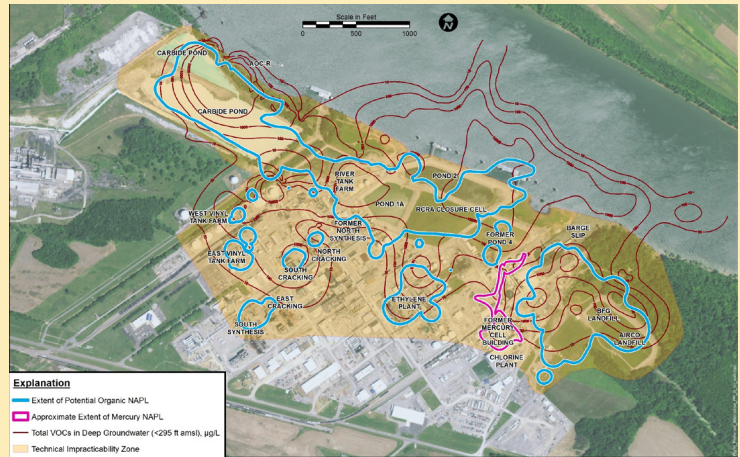 Scale in Feet
0 500 1000
N
CARBIDE POND
AOC R
CARBIDE POND
RIVER
TANK
FARM
POND 2
POND 1A
RCRA CLOSURE CELL
WEST VINYL
TANK FARM
FORMER
NORTH
SYNTHESIS
FORMER
POND 4
BARGE
SLIP
EAST VINYL
TANK FARM
NORTH
CRACKING
SOUTH
CRACKING
EAST
CRACKING
ETHYLENE
PLANT
SOUTH
SYNTHESIS
FORMER
MERCURY
CELL
BUILDING
BFG
LANDFILL
AIRCO
LANDFILL
CHLORINE
PLANT
Explanation
Extent of Potential Organic NAPL
Approximate Extent of Mercury NAPL
Total VOCs in Deep Groundwater (<295 ft amsl), µg/L
Technical Impracticability Zone